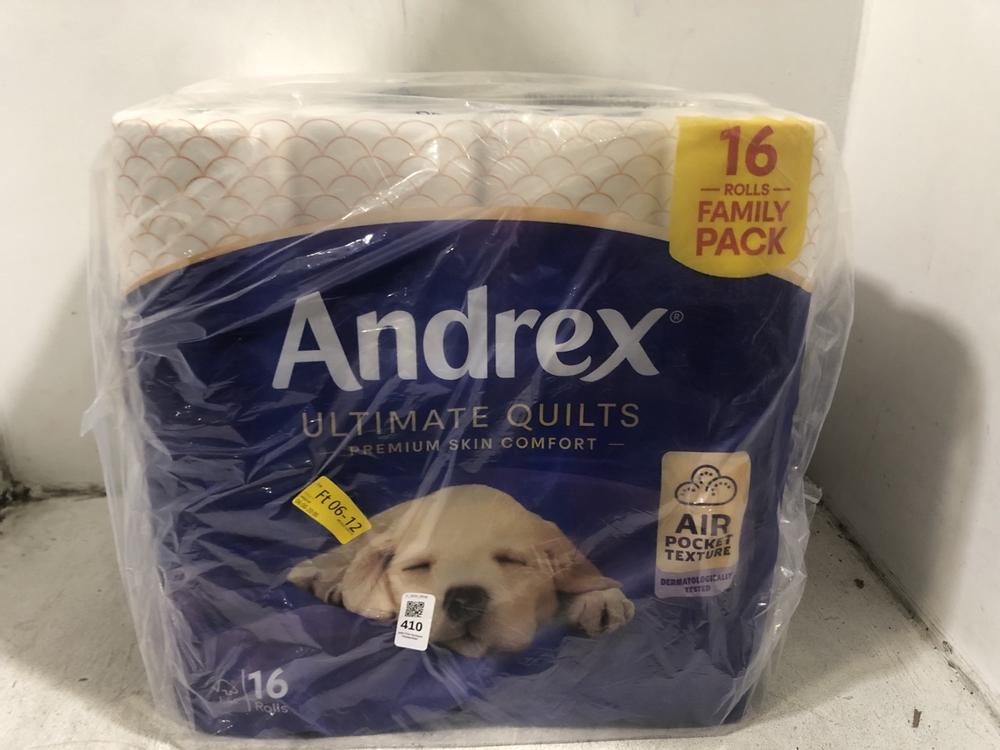 16
ROLLS
FAMILY
PACK
Andrex®
ULTIMATE QUILTS
PREMIUM SKIN COMFORT
Ft 06-12
AIR
POCKET
TEXTURE
DERMATOLOGICALLY
TESTED
410
16
Rolls